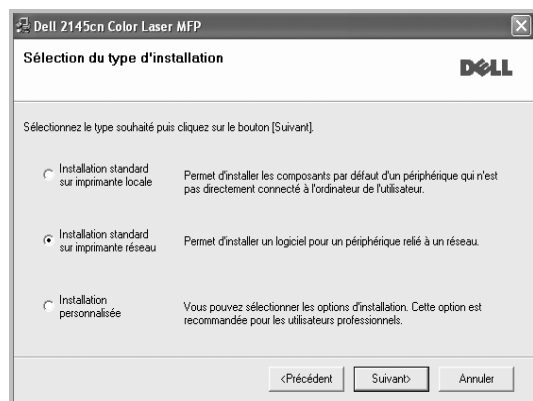 Dell 2145cn Color Laser MFP
Sélection du type d'installation
DELL
Sélectionnez le type souhaité puis cliquez sur le bouton [Suivant].
Installation standard
sur imprimante locale
Permet d'installer les composants par défaut d'un périphérique qui n'est
pas directement connecté à l'ordinateur de l'utilisateur.
Installation standard
sur imprimante réseau
Permet d'installer un logiciel pour un périphérique relié à un réseau.
Installation
personnalisée
Vous pouvez sélectionner les options d'installation. Cette option est
recommandée pour les utilisateurs professionnels.
<Précédent
Suivant>
Annuler